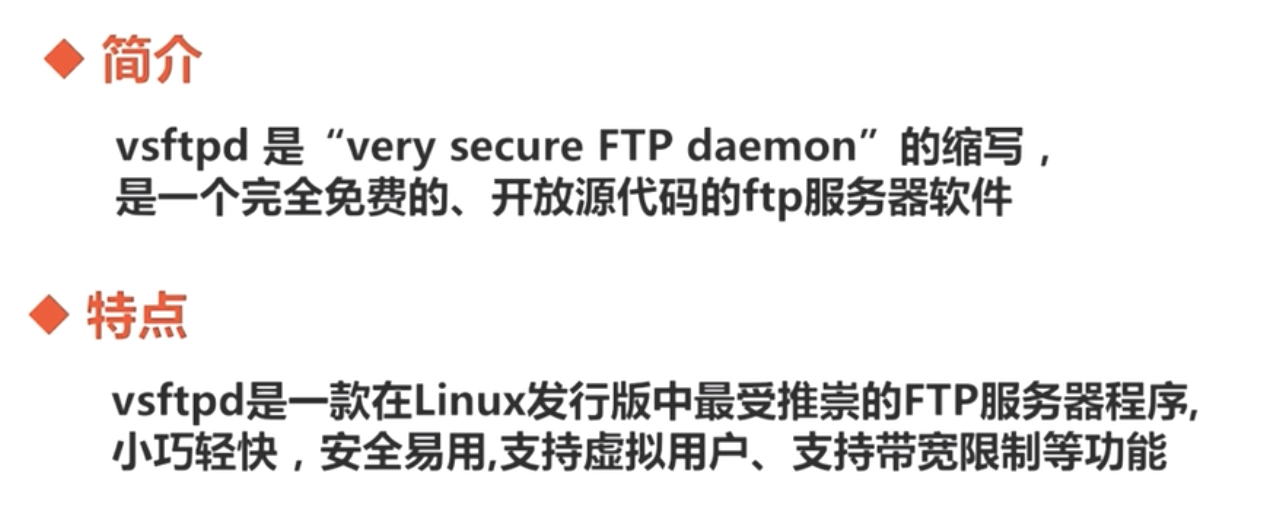 简介
vsftpd 是“very secure FTP daemon”的缩写，
是一个完全免费的、开放源代码的ftp服务器软件
特点
vsftpd是一款在Linux发行版中最受推崇的FTP服务器程序,
小巧轻快，安全易用,支持虚拟用户、支持带宽限制等功能